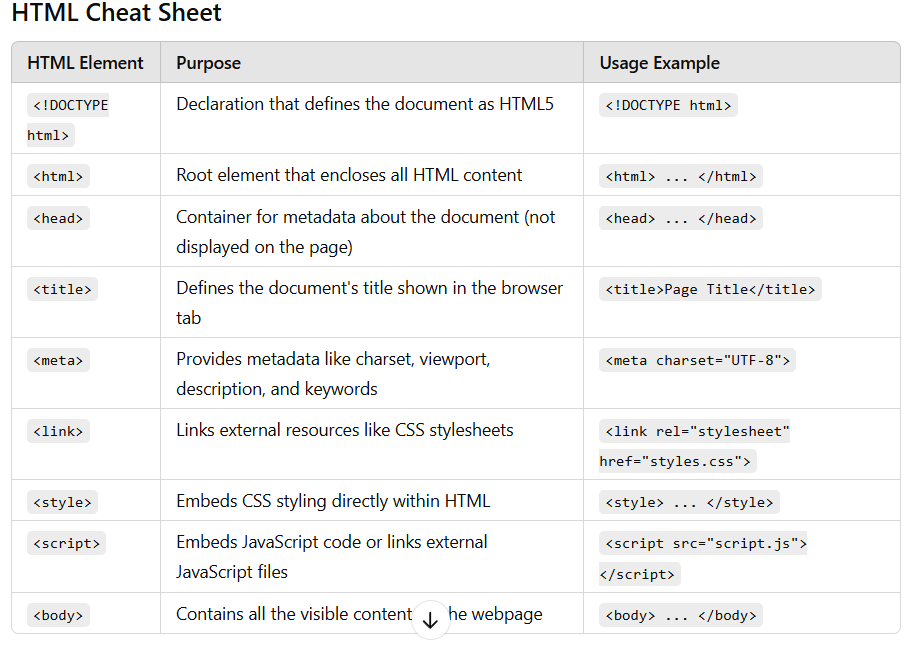 HTML Cheat Sheet
HTML Element Purpose Usage Example
<!DOCTYPE Declaration that defines the document as HTML5 <!DOCTYPE html>
html>
<html> Root element that encloses all HTML content <html> ... </html>
<head> Container for metadata about the document (not <head> ... </head>
displayed on the page)
<title> Defines the document's title shown in the browser <title>Page Title</title>
tab
<meta> Provides metadata like charset, viewport, <meta charset="UTF-8">
description, and keywords
<link> Links external resources like CSS stylesheets <link rel="stylesheet"
href="styles.css">
<style> Embeds CSS styling directly within HTML <style> ... </style>
<script> Embeds JavaScript code or links external <script src="script.js">
JavaScript files </script>
<body> Contains all the visible content he webpage <body> ... </body>